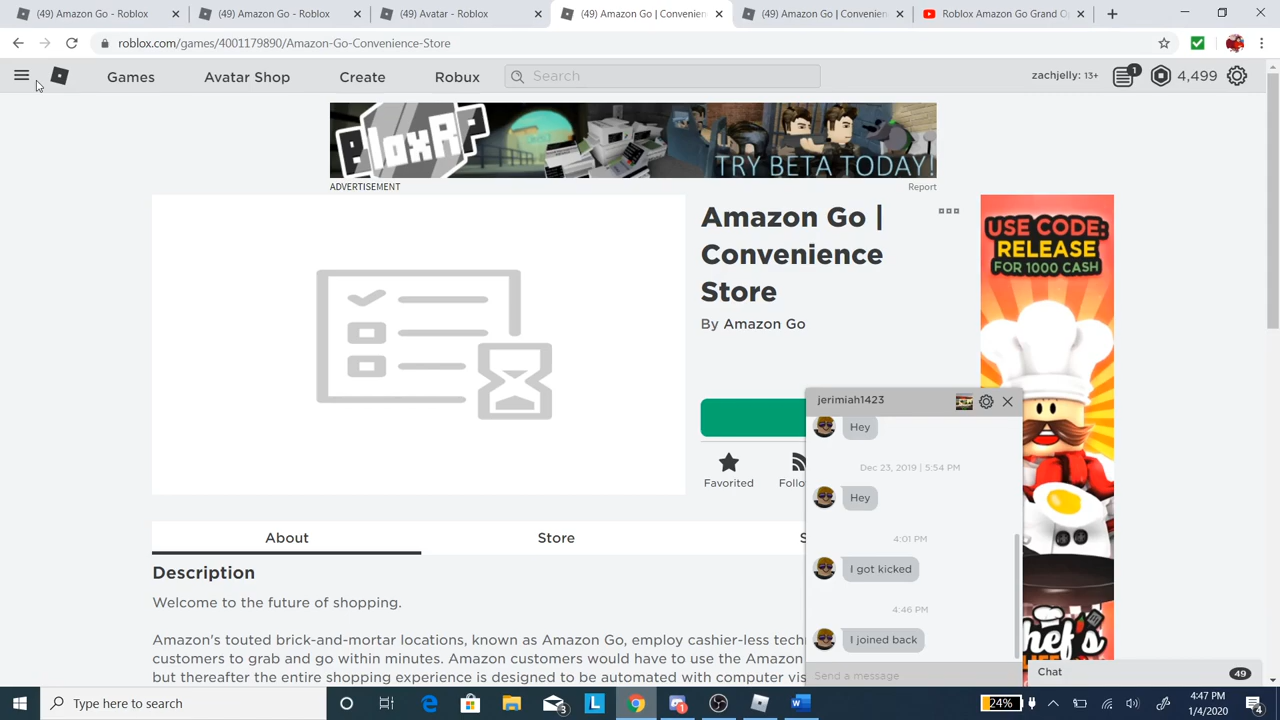 (49) Amazon Go - Roblox
(49) Amazon Go - Roblox
(49) Avatar - Roblox
(49) Amazon Go | Convenien
(49) Amazon Go | Convenien
Roblox Amazon Go Grand O
roblox.com/games/4001179890/Amazon-Go-Convenience-Store
Games
Avatar Shop
Create
Robux
Search
zachjelly: 13+
1
4,499
BloxRP
TRY BETA TODAY!
ADVERTISEMENT
Report
Amazon Go |
Convenience
Store
By Amazon Go
USE CODE:
RELEASE
FOR 1000 CASH
Favorited
Follo
jerimiah1423
Hey
Dec 23, 2019 | 5:54 PM
Hey
4:01 PM
I got kicked
4:46 PM
I joined back
Send a message
About
Store
S
Description
Welcome to the future of shopping.
Amazon's touted brick-and-mortar locations, known as Amazon Go, employ cashier-less tech
customers to grab and go
nutes. Amazon customers would have to use the Amazon
but thereafter the entire shopping experience is designed to be automated with computer vis
Chef's
Chat
49
Type here to search
3
1
24%
4:47 PM
1/4/2020
4